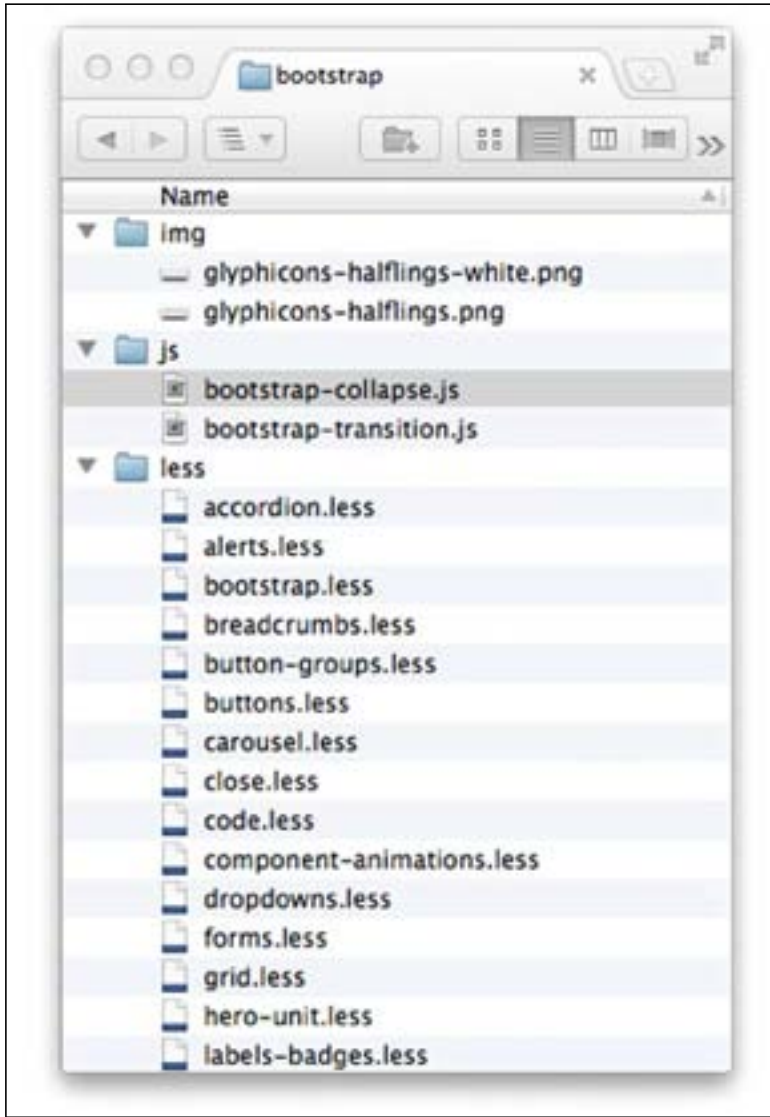 bootstrap
Name
img
glyphicons-halflings-white.png
glyphicons-halflings.png
js
bootstrap-collapse.js
bootstrap-transition.js
less
accordion.less
alerts.less
bootstrap.less
breadcrumbs.less
button-groups.less
buttons.less
carousel.less
close.less
code.less
component-animations.less
dropdowns.less
forms.less
grid.less
hero-unit.less
labels-badges.less